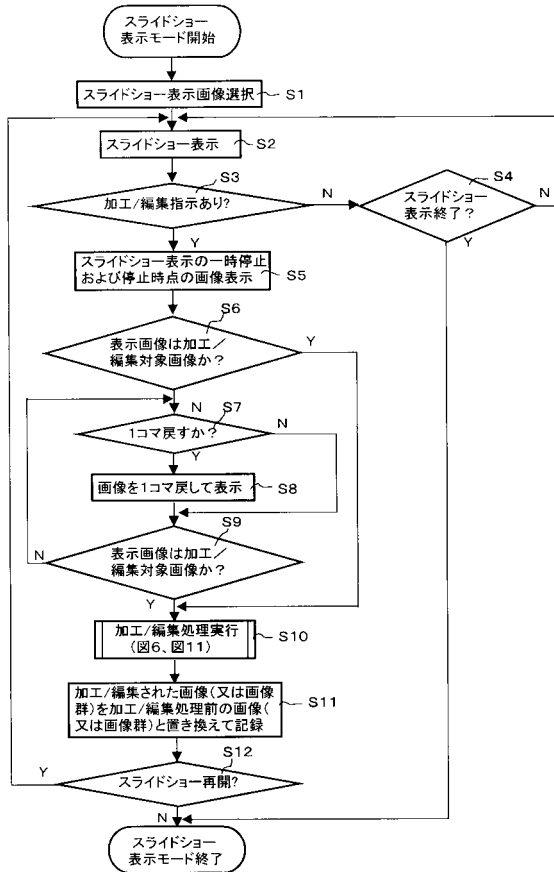 スライドショー
表示モード開始
スライドショー表示画像選択
S1
スライドショー表示
S2
S3
加工/編集指示あり?
N
Y
S4
スライドショー
表示終了?
N
Y
スライドショー表示の一時停止
および停止時点の画像表示
S5
S6
表示画像は加工/
編集対象画像か?
Y
N
S7
1コマ戻すか?
N
Y
画像を1コマ戻して表示
S8
S9
表示画像は加工/
編集対象画像か?
N
Y
加工/編集処理実行
(図6、図11)
S10
加工/編集された画像(又は画像
群)を加工/編集処理前の画像(
又は画像群)と置き換えて記録
S11
S12
スライドショー再開?
Y
N
スライドショー
表示モード終了